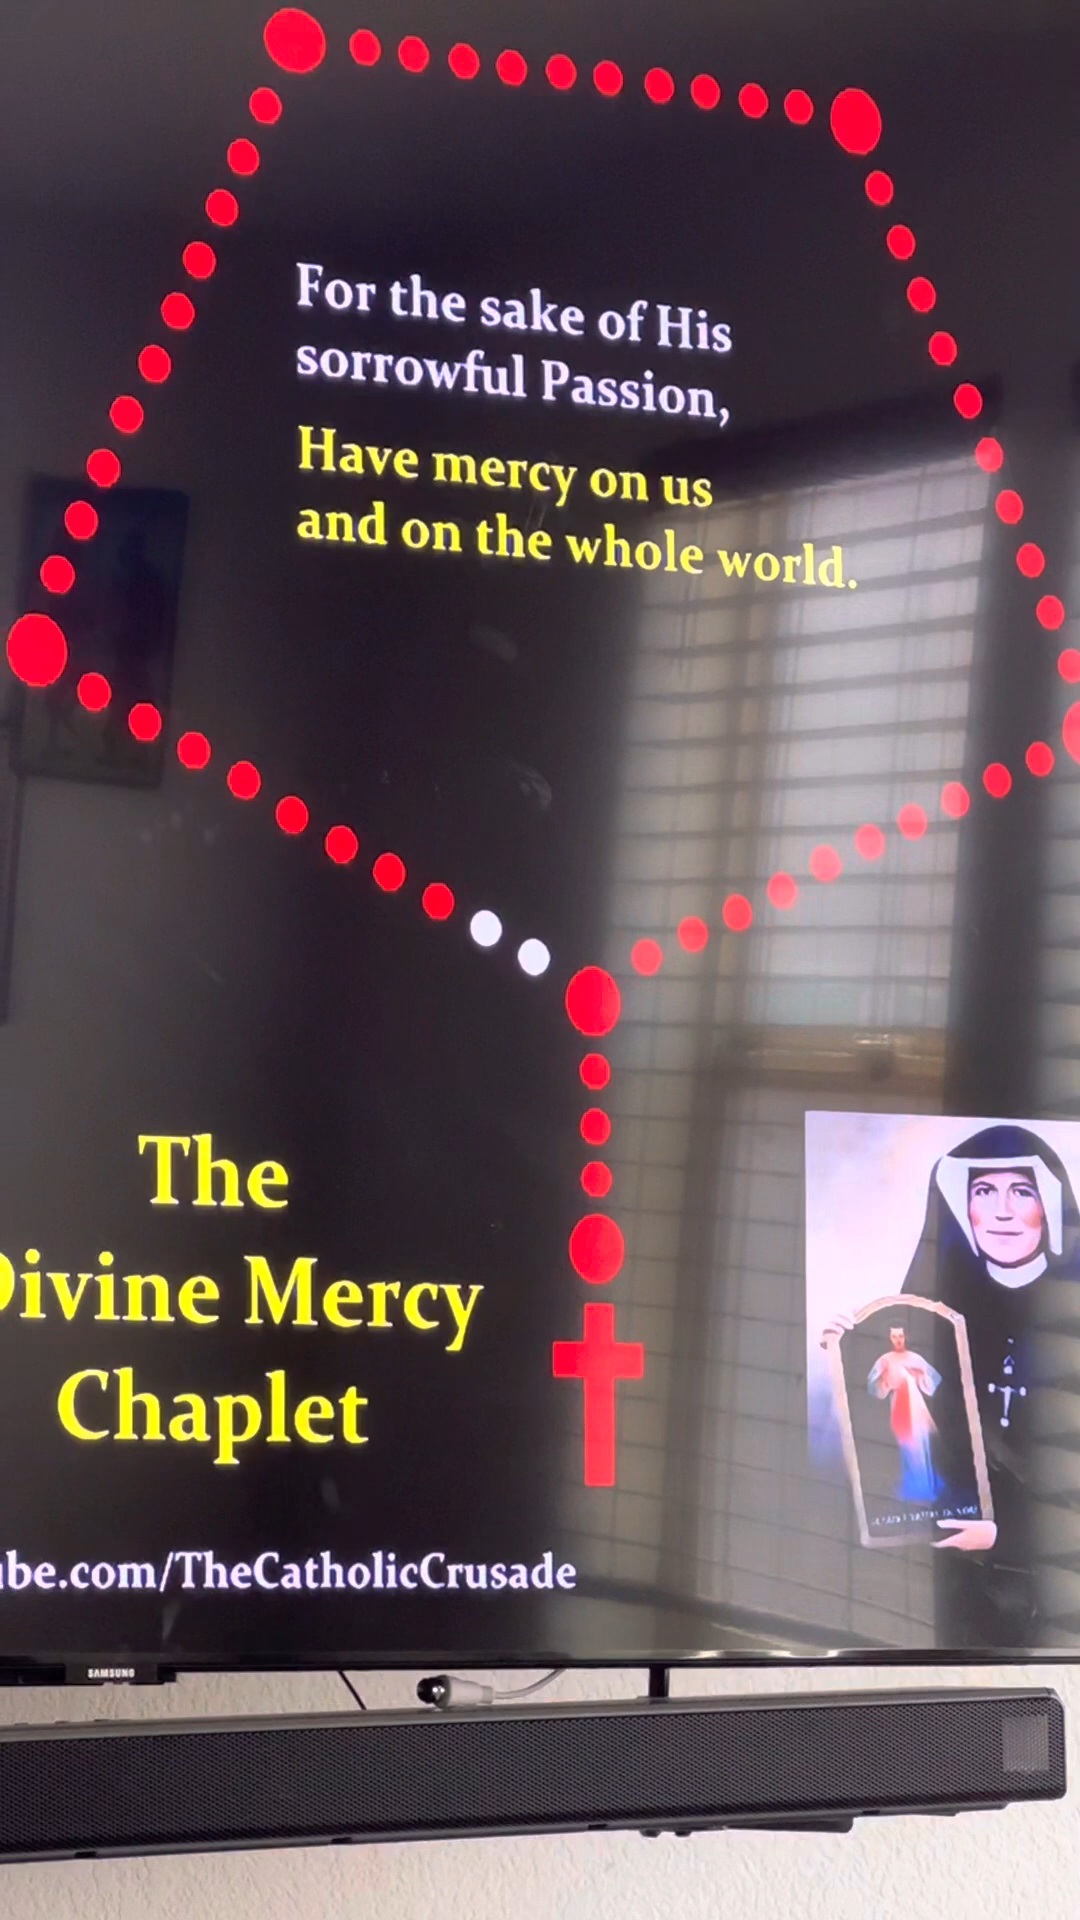 For the sake of His
sorrowful Passion,
Have mercy on us
and on the whole world.
The
Divine Mercy
Chaplet
ube.com/TheCatholicCrusade
SAMSUNG